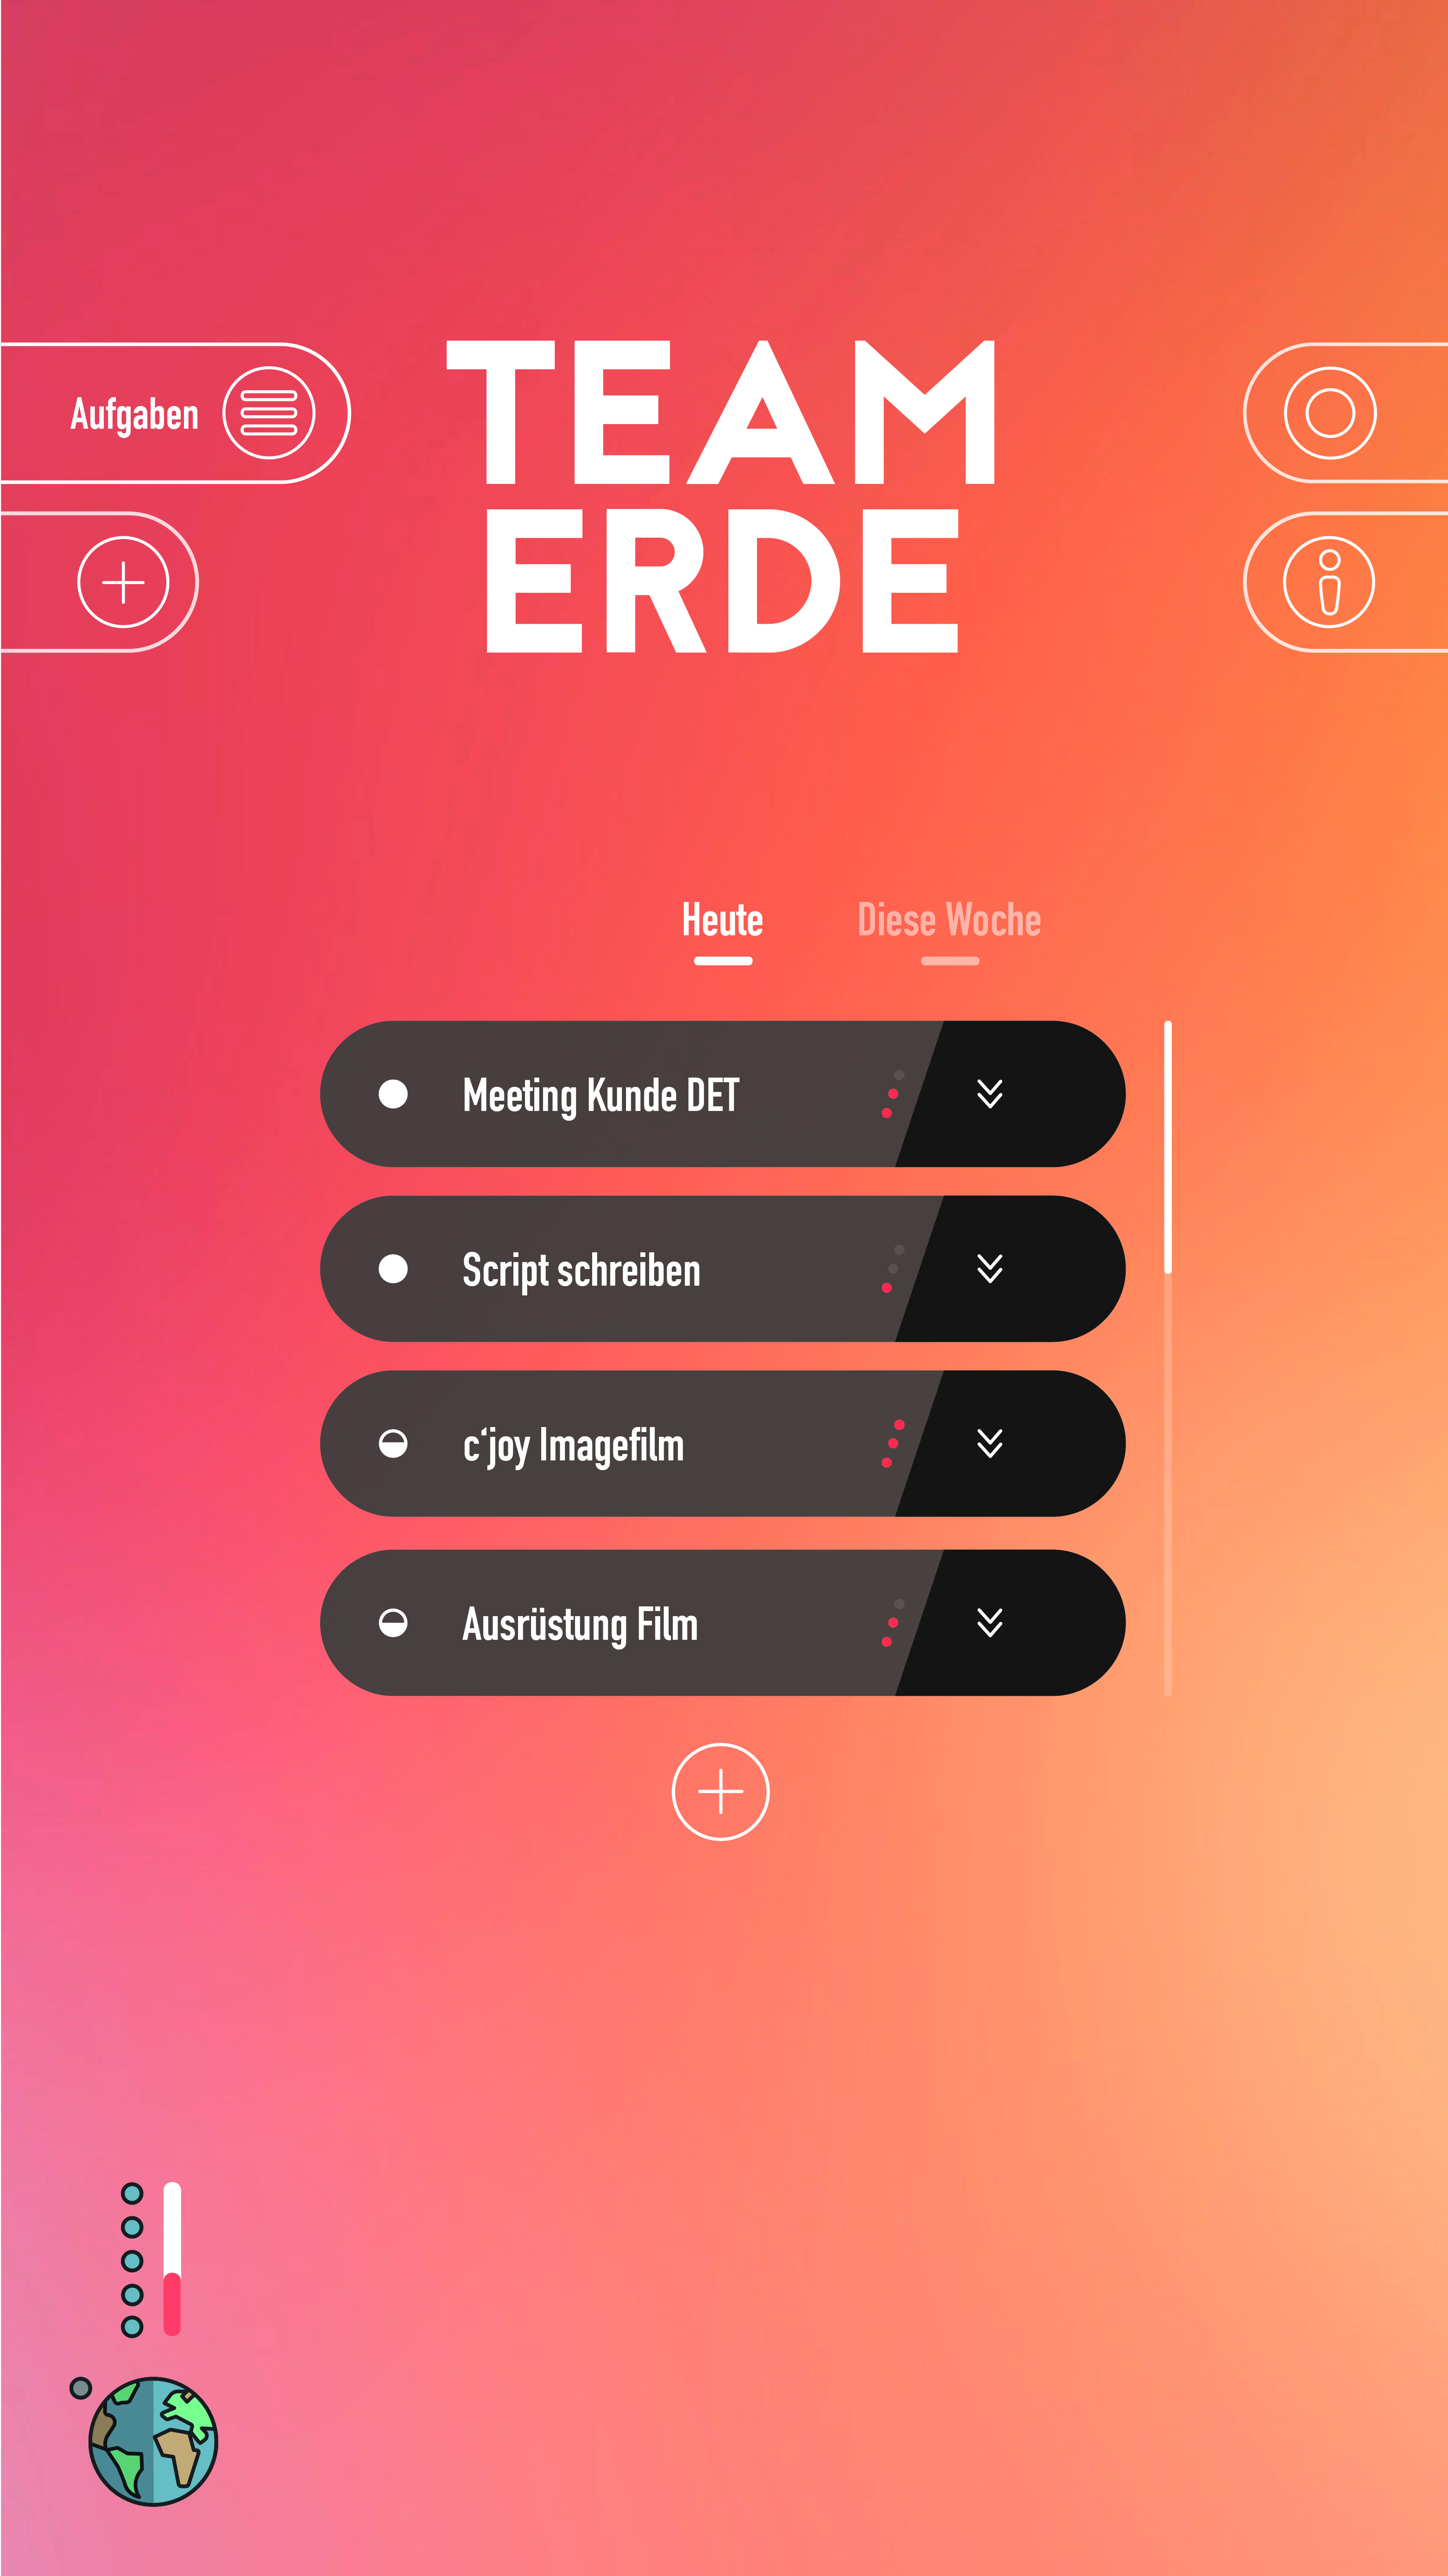 TEAM
ERDE
Aufgaben
Heute
Diese Woche
Meeting Kunde DET
Script schreiben
c‘joy Imagefilm
Ausrüstung Film